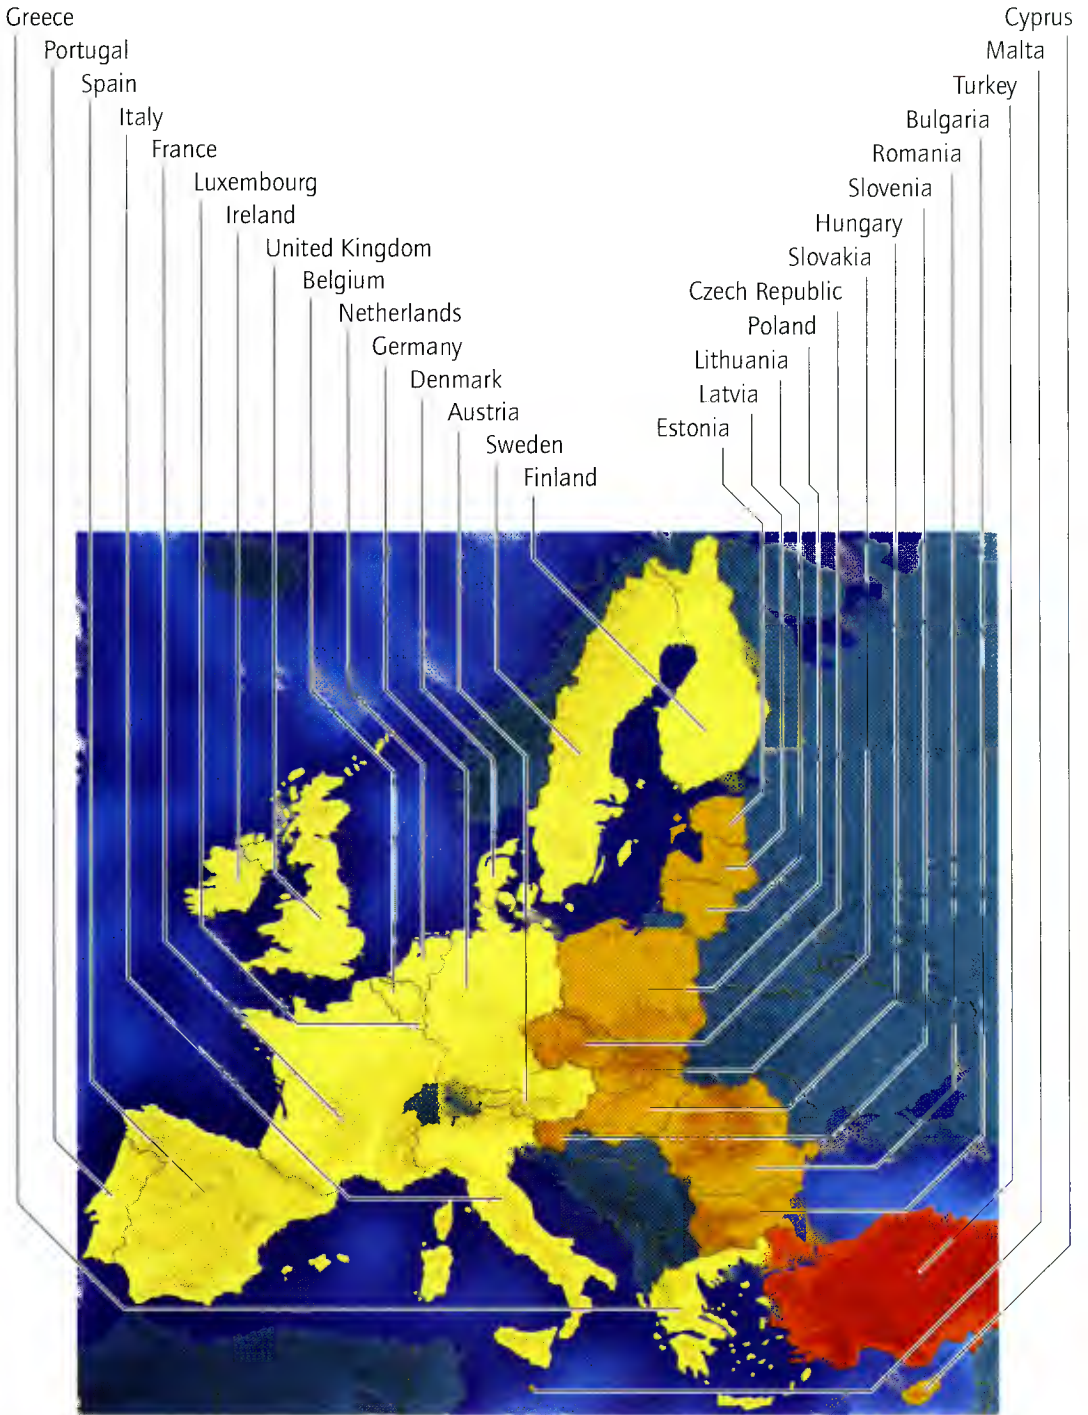 Greece
Portugal
Spain
Italy
France
Luxembourg
Ireland
United Kingdom
Belgium
Netherlands
Germany
Denmark
Austria
Sweden
Finland
Cyprus
Malta
Turkey
Bulgaria
Romania
Slovenia
Hungary
Slovakia
Czech Republic
Poland
Lithuania
Latvia
Estonia